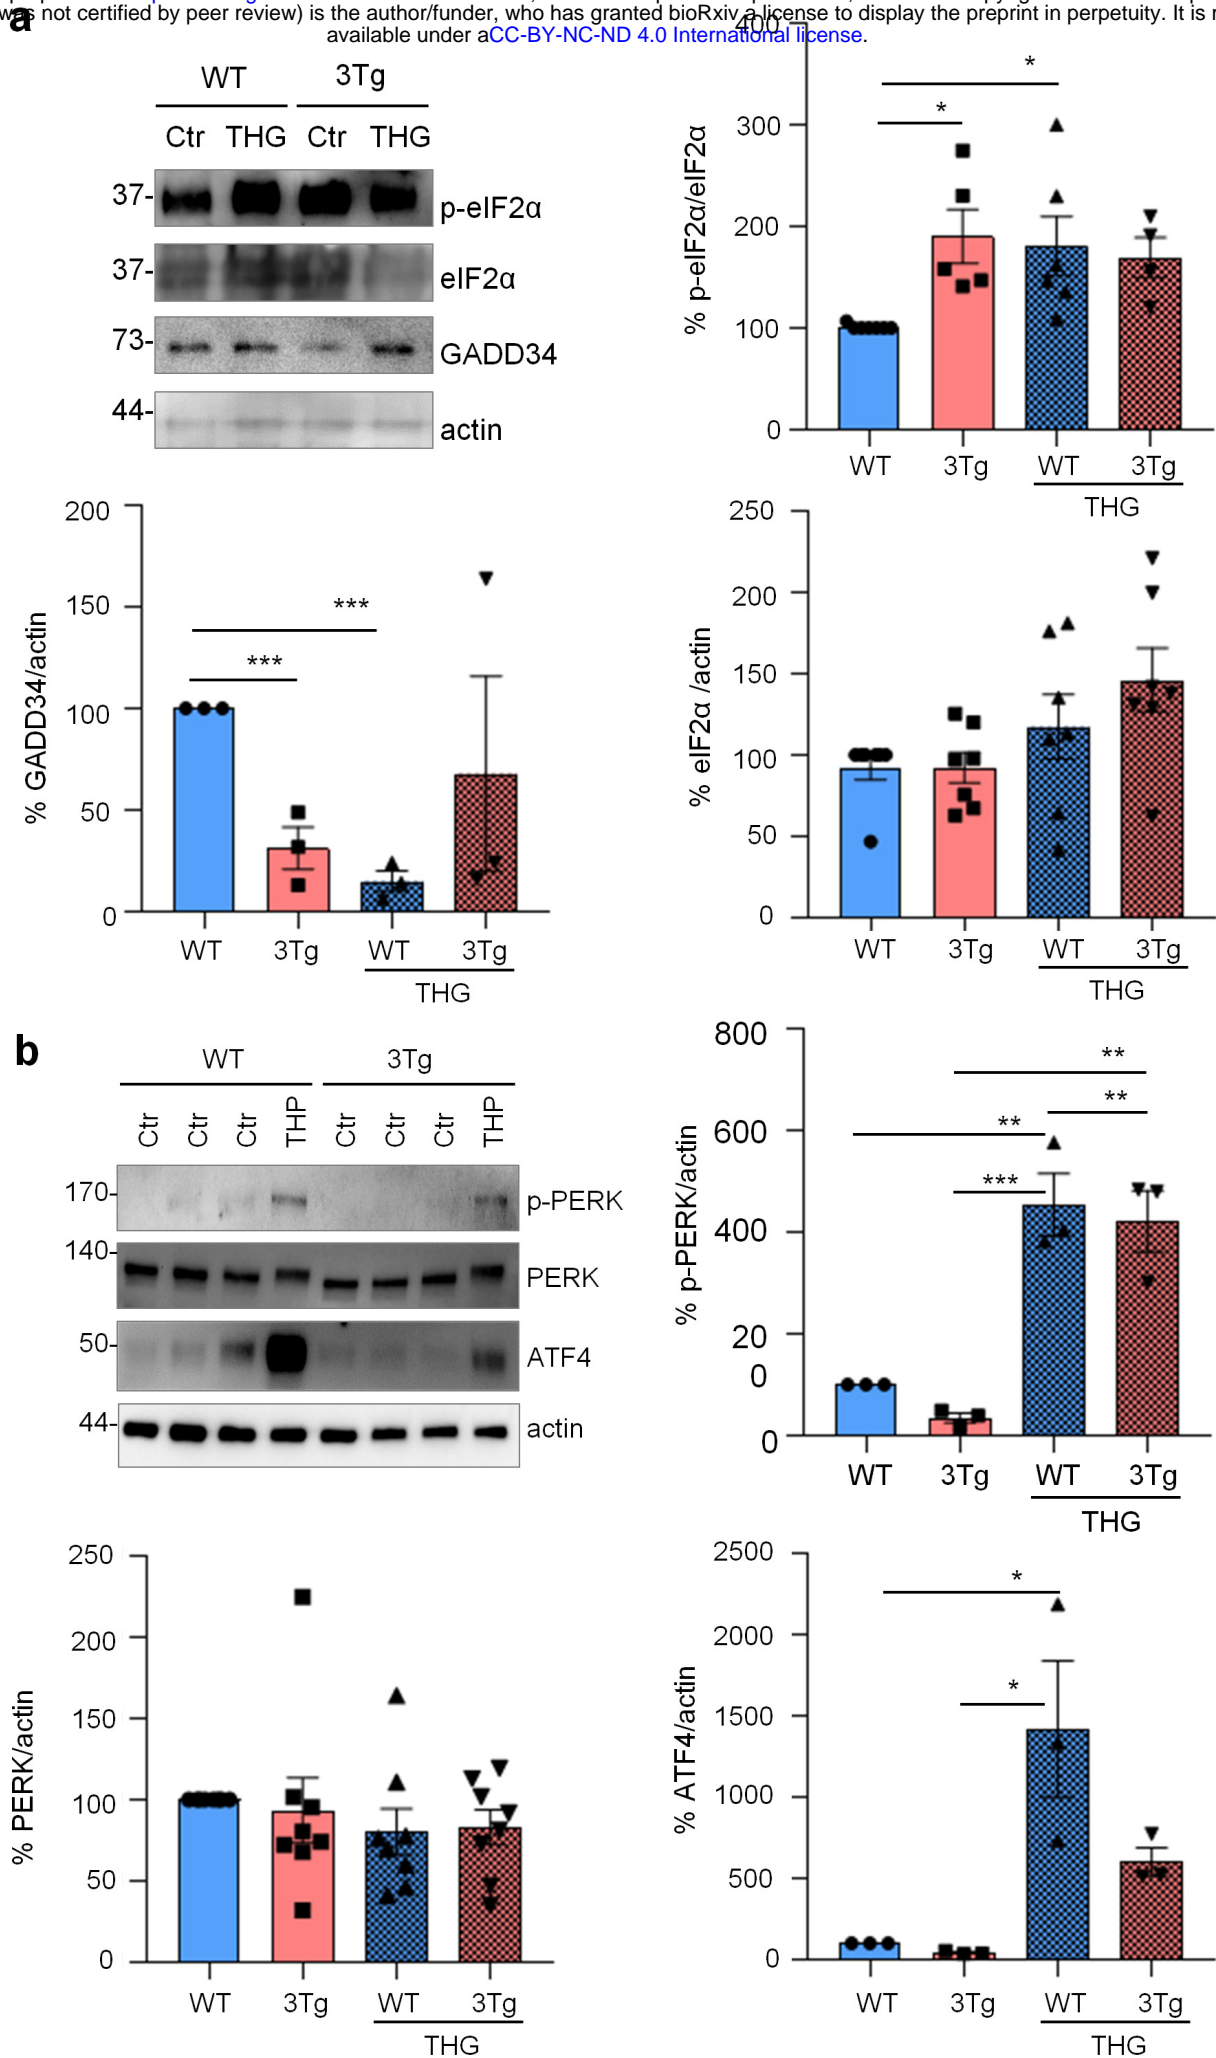 was not certified by peer review) is the author/funder, who has granted bioRxiv a license to display the preprint in perpetuity. It is
available under aCC-BY-NC-ND 4.0 International license.
a
WT 3Tg
Ctr THG Ctr THG
37- p-eIF2α
37- eIF2α
73- GADD34
44- actin
% p-eIF2α/eIF2α
400
300
200
100
0
* *
WT 3Tg WT 3Tg
THG
% GADD34/actin
200
150
100
50
0
*** ***
WT 3Tg WT 3Tg
THG
% eIF2α /actin
250
200
150
100
50
0
WT 3Tg WT 3Tg
THG
b
WT 3Tg
Ctr Ctr Ctr THP Ctr Ctr Ctr THP
170- p-PERK
140- PERK
50- ATF4
44- actin
% p-PERK/actin
800
600
400
20
0
0
** ** ** ***
WT 3Tg WT 3Tg
THG
% PERK/actin
250
200
150
100
50
0
WT 3Tg WT 3Tg
THG
% ATF4/actin
2500
2000
1500
1000
500
0
* *
WT 3Tg WT 3Tg
THG